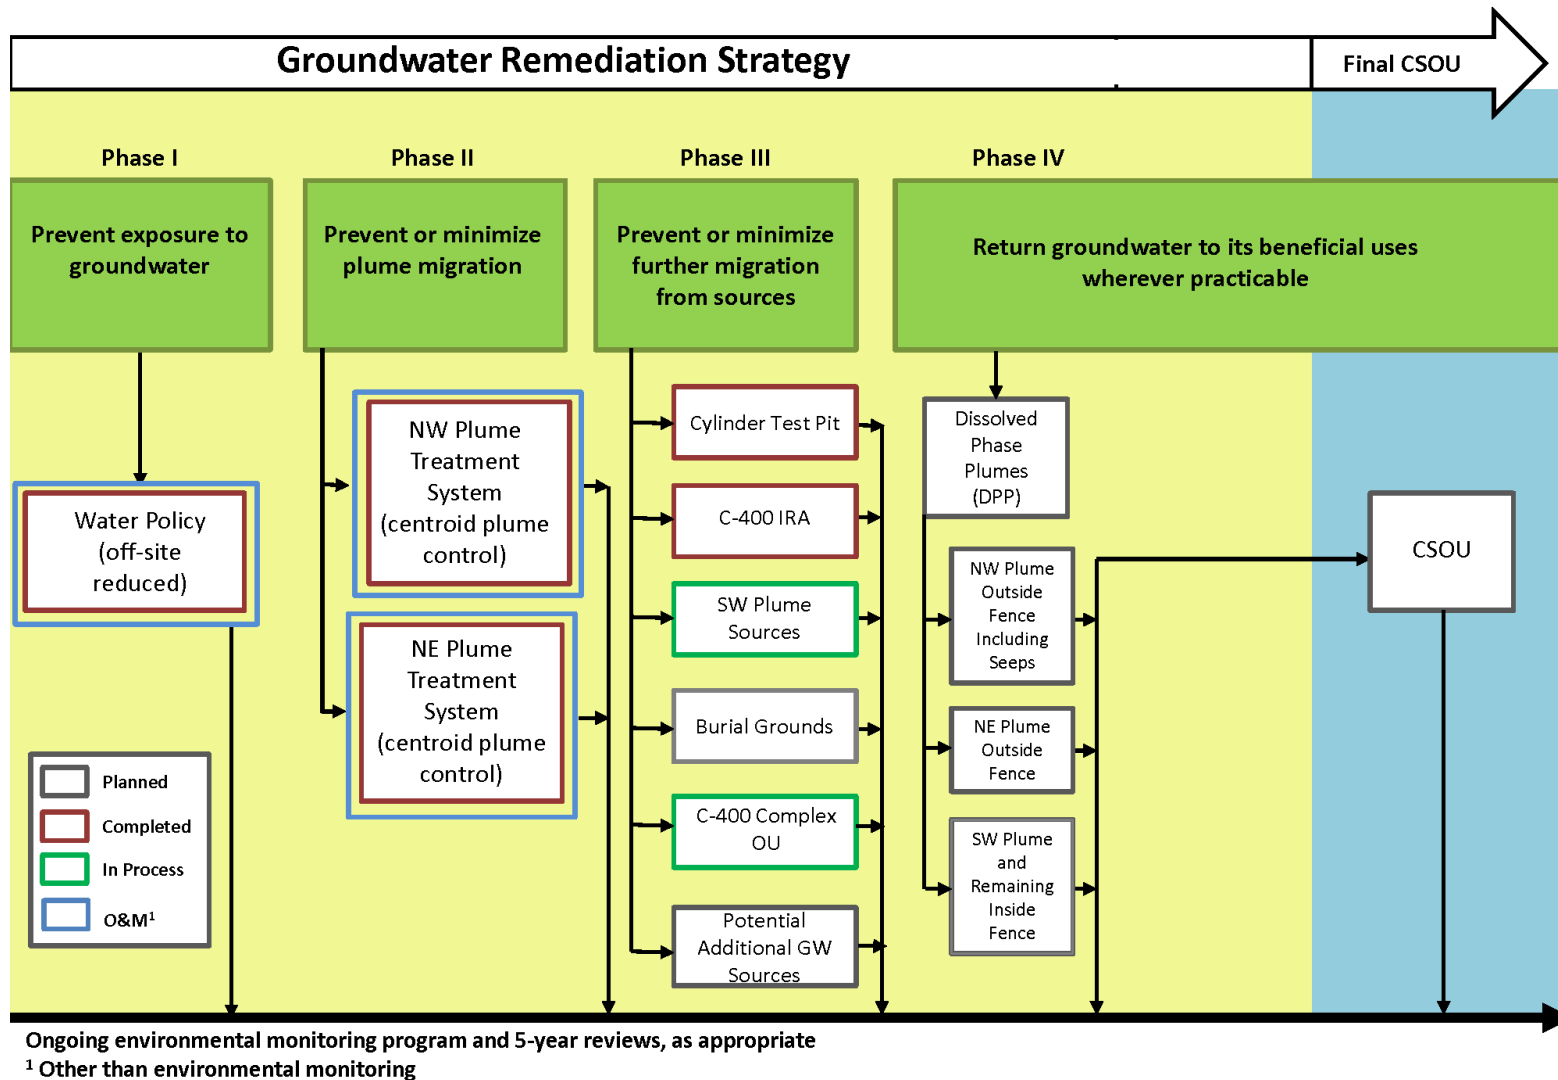 Groundwater Remediation Strategy
Final CSOU
Phase I
Phase II
Phase III
Phase IV
Prevent exposure to
groundwater
Prevent or minimize
plume migration
Prevent or minimize
further migration
from sources
Return groundwater to its beneficial uses
wherever practicable
Water Policy
(off-site
reduced)
NW Plume
Treatment
System
(centroid plume
control)
NE Plume
Treatment
System
(centroid plume
control)
Cylinder Test Pit
C-400 IRA
SW Plume
Sources
Burial Grounds
C-400 Complex
OU
Potential
Additional GW
Sources
Dissolved
Phase
Plumes
(DPP)
NW Plume
Outside
Fence
Including
Seeps
NE Plume
Outside
Fence
SW Plume
and
Remaining
Inside
Fence
CSOU
Planned
Completed
In Process
O&M¹
Ongoing environmental monitoring program and 5-year reviews, as appropriate
¹ Other than environmental monitoring